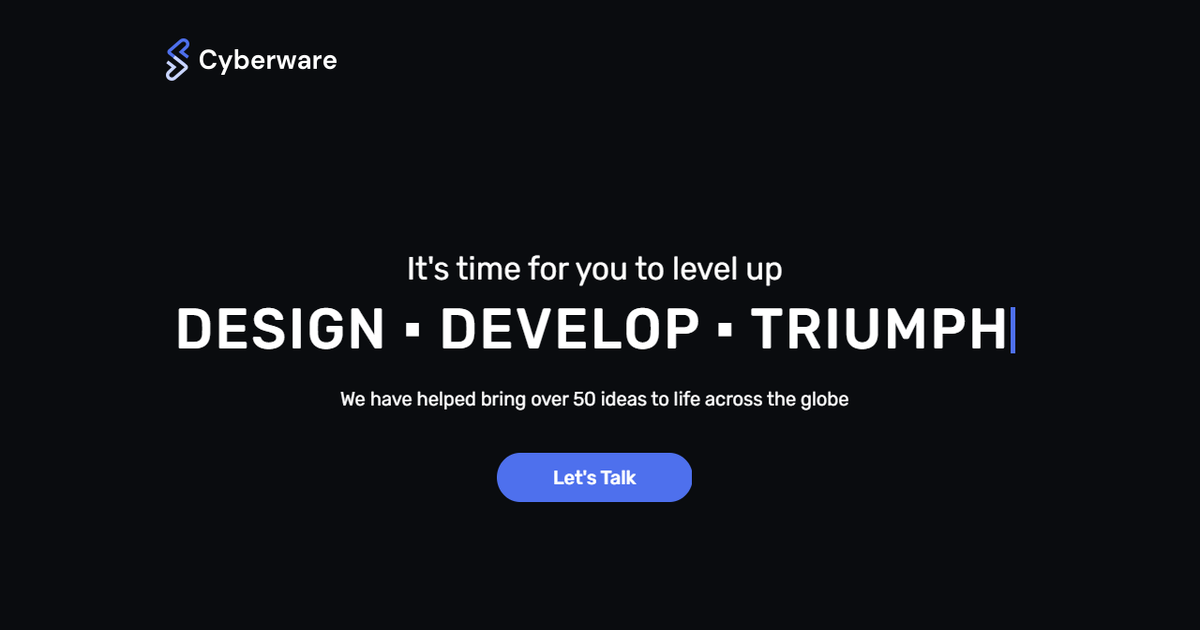 Cyberware
It's time for you to level up
DESIGN ▪ DEVELOP ▪ TRIUMPH
We have helped bring over 50 ideas to life across the globe
Let's Talk